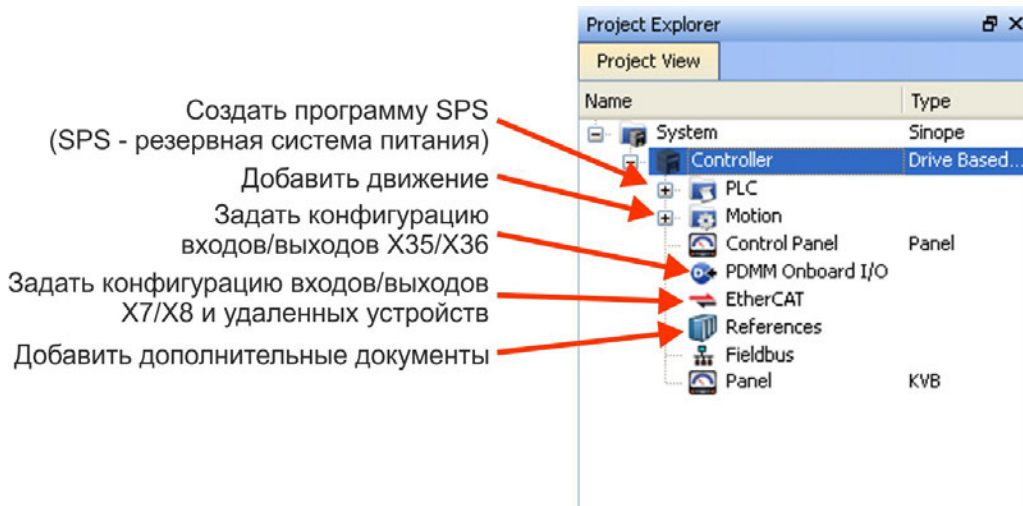 Project Explorer
Project View
Name Type
Создать программу SPS
(SPS - резервная система питания)
Добавить движение
Задать конфигурацию
входов/выходов X35/X36
Задать конфигурацию входов/выходов
X7/X8 и удаленных устройств
Добавить дополнительные документы
System Sinope
Controller Drive Based...
PLC
Motion
Control Panel Panel
PDMM Onboard I/O
EtherCAT
References
Fieldbus
Panel KVB